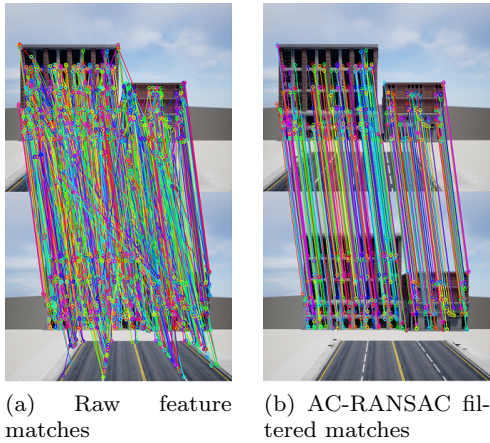 (a) Raw feature
matches
(b) AC-RANSAC fil-
tered matches